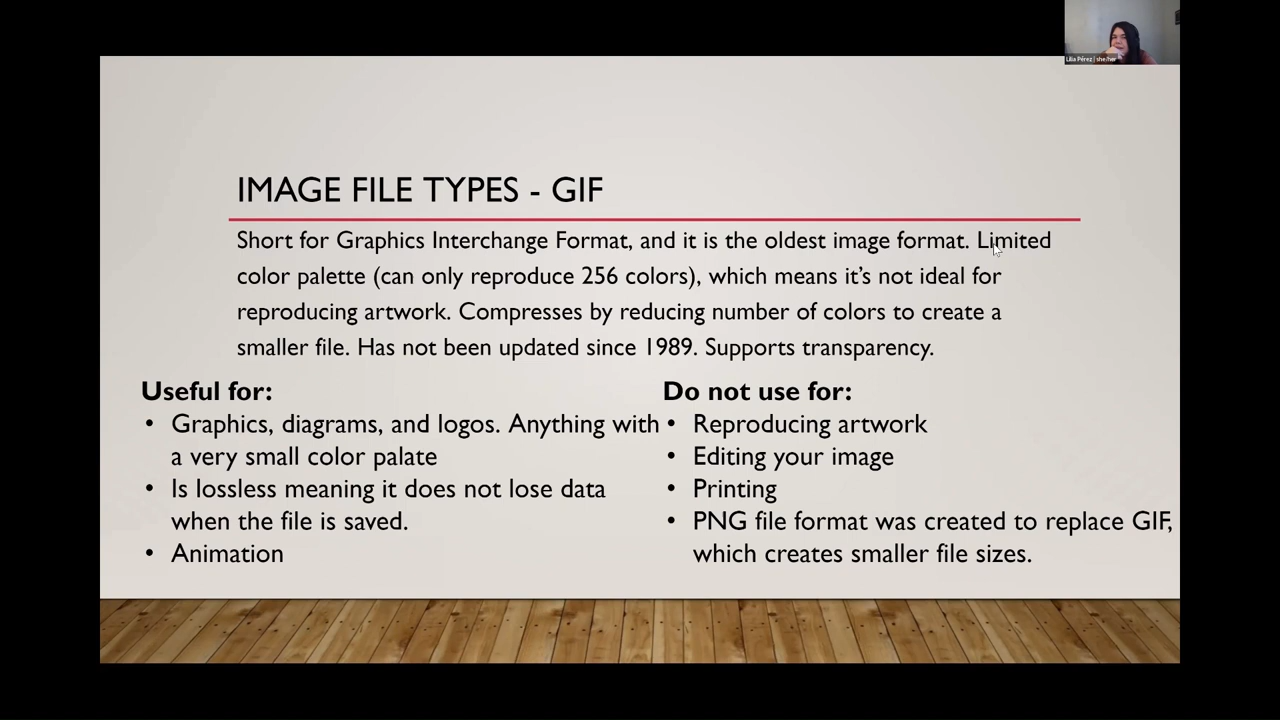 Lilia Pérez | she/her
IMAGE FILE TYPES - GIF
Short for Graphics Interchange Format, and it is the oldest image format. Limited
color palette (can only reproduce 256 colors), which means it’s not ideal for
reproducing artwork. Compresses by reducing number of colors to create a
smaller file. Has not been updated since 1989. Supports transparency.
Useful for:
• Graphics, diagrams, and logos. Anything with
a very small color palate
• Is lossless meaning it does not lose data
when the file is saved.
• Animation
Do not use for:
• Reproducing artwork
• Editing your image
• Printing
• PNG file format was created to replace GIF,
which creates smaller file sizes.